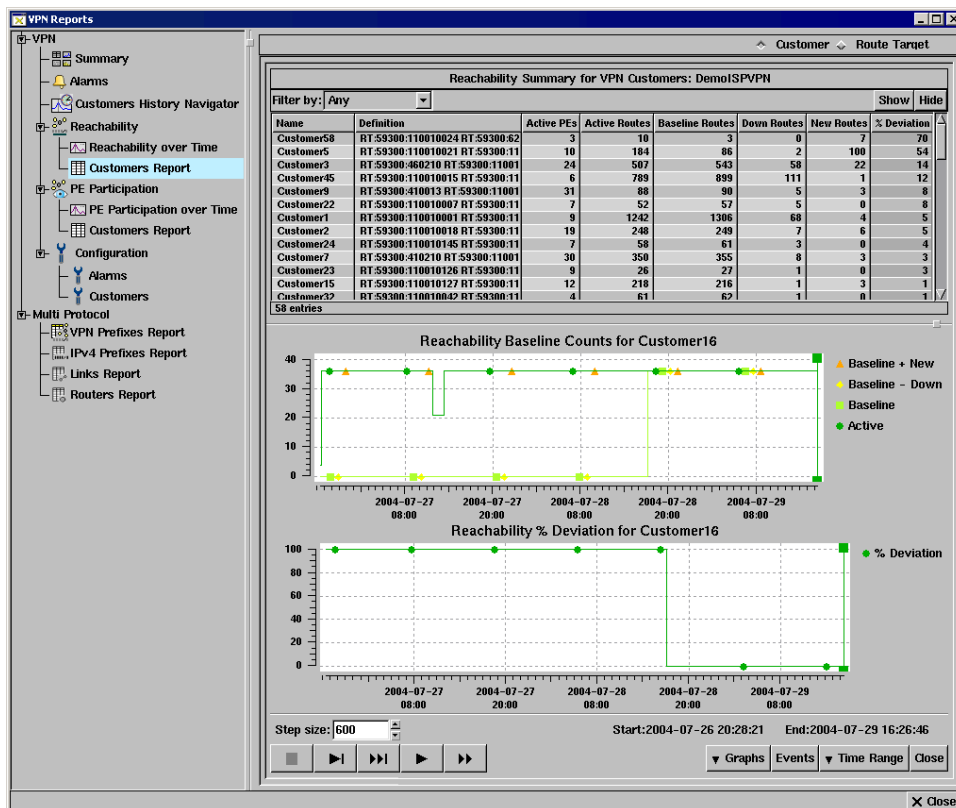 VPN Reports
VPN
Summary
Alarms
Customers History Navigator
Reachability
Reachability over Time
Customers Report
PE Participation
PE Participation over Time
Customers Report
Configuration
Alarms
Customers
Multi Protocol
VPN Prefixes Report
IPv4 Prefixes Report
Links Report
Routers Report
Customer Route Target
Reachability Summary for VPN Customers: DemoISPVPN
Filter by: Any Show Hide
Name Definition Active PEs Active Routes Baseline Routes Down Routes New Routes % Deviation
Customer58 RT:59300:110010024 RT:59300:62 3 10 3 0 7 70
Customer5 RT:59300:110010021 RT:59300:11 10 184 86 2 100 54
Customer3 RT:59300:460210 RT:59300:11001 24 507 543 58 22 14
Customer45 RT:59300:110010015 RT:59300:11 6 789 899 111 1 12
Customer9 RT:59300:410013 RT:59300:11001 31 88 90 5 3 8
Customer22 RT:59300:110010007 RT:59300:11 7 52 57 5 0 8
Customer1 RT:59300:110010001 RT:59300:11 9 1242 1306 68 4 5
Customer2 RT:59300:110010018 RT:59300:11 19 248 249 7 6 5
Customer24 RT:59300:110010145 RT:59300:11 7 58 61 3 0 4
Customer7 RT:59300:410210 RT:59300:11001 30 350 355 8 3 3
Customer23 RT:59300:110010126 RT:59300:11 9 26 27 1 0 3
Customer15 RT:59300:110010127 RT:59300:11 12 218 216 1 3 1
Customer32 RT:59300:110010042 RT:59300:11 4 61 62 1 0 1
58 entries
Reachability Baseline Counts for Customer16
40
30
20
10
0
Baseline + New
Baseline - Down
Baseline
Active
2004-07-27 2004-07-27 2004-07-28 2004-07-28 2004-07-29
08:00 20:00 08:00 20:00 08:00
Reachability % Deviation for Customer16
100
80
60
40
20
0
% Deviation
2004-07-27 2004-07-27 2004-07-28 2004-07-28 2004-07-29
08:00 20:00 08:00 20:00 08:00
Step size: 600 Start:2004-07-26 20:28:21 End:2004-07-29 16:26:46
Graphs Events Time Range Close
Close